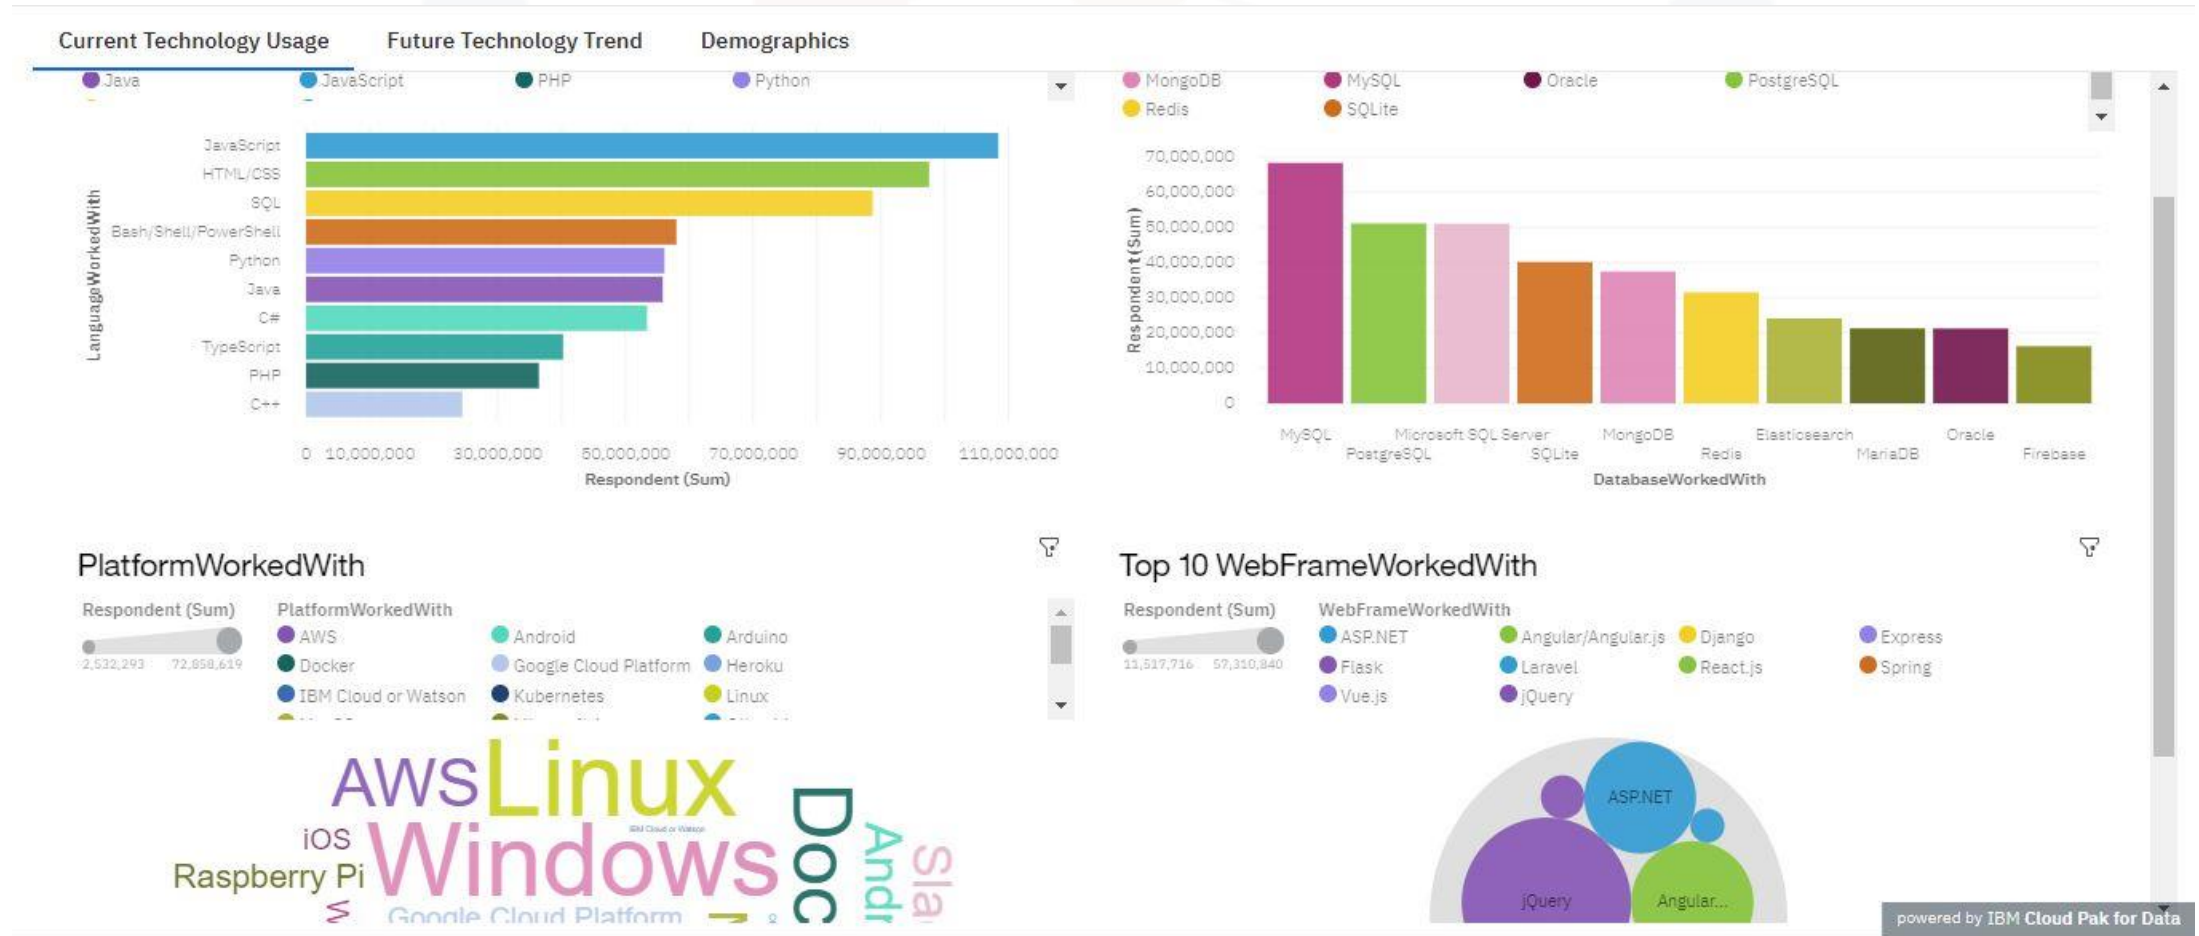 Current Technology Usage Future Technology Trend Demographics
Java JavaScript PHP Python
MongoDB MySQL Oracle PostgreSQL
Redis SQLite
LanguageWorkedWith
JavaScript
HTML/CSS
SQL
Bash/Shell/PowerShell
Python
Java
C#
TypeScript
PHP
C++
0 10,000,000 30,000,000 50,000,000 70,000,000 90,000,000 110,000,000
Respondent (Sum)
Respondent (Sum)
70,000,000
60,000,000
50,000,000
40,000,000
30,000,000
20,000,000
10,000,000
0
MySQL Microsoft SQL Server MongoDB Elasticsearch Oracle
PostgreSQL SQLite Redis MariaDB Firebase
DatabaseWorkedWith
PlatformWorkedWith
Respondent (Sum) PlatformWorkedWith
2,532,293 72,858,619
AWS Android Arduino
Docker Google Cloud Platform Heroku
IBM Cloud or Watson Kubernetes Linux
AWS Linux
IBM Cloud or Watson
iOS Windows
Raspberry Pi
Doc
Andr
Sla
Google Cloud Platform
Top 10 WebFrameWorkedWith
Respondent (Sum) WebFrameWorkedWith
11,517,716 57,310,840
ASP.NET Angular/Angular.js Django Express
Flask Laravel React.js Spring
Vue.js jQuery
ASP.NET
jQuery Angular...
powered by IBM Cloud Pak for Data